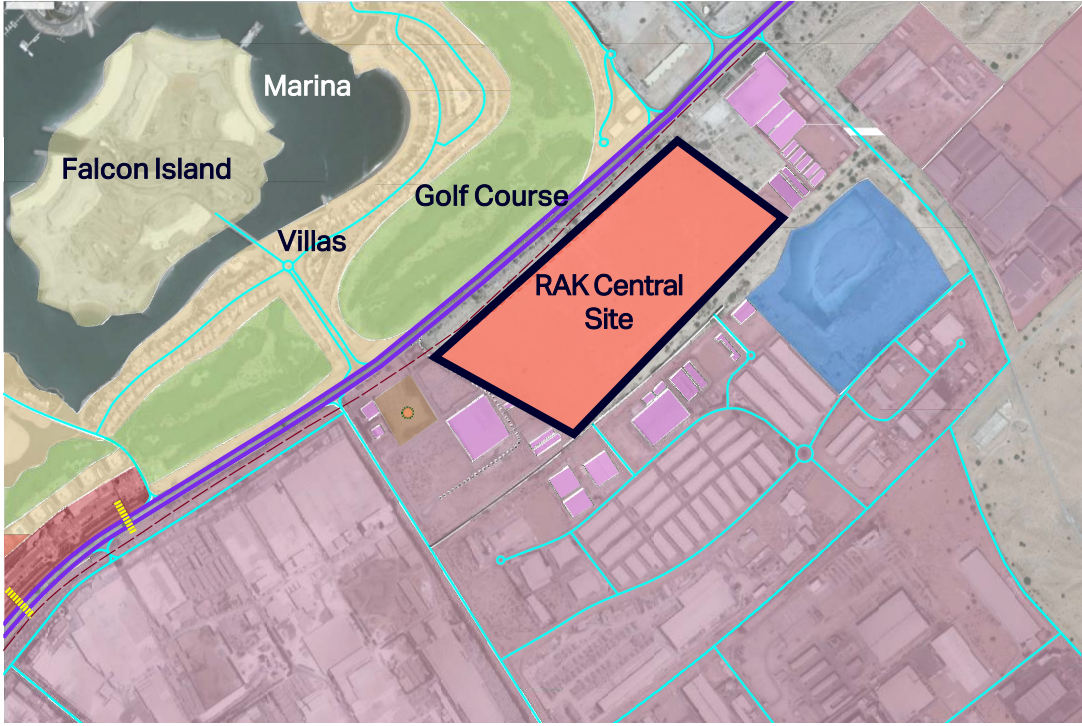 Marina
Falcon Island
Golf Course
Villas
RAK Central
Site